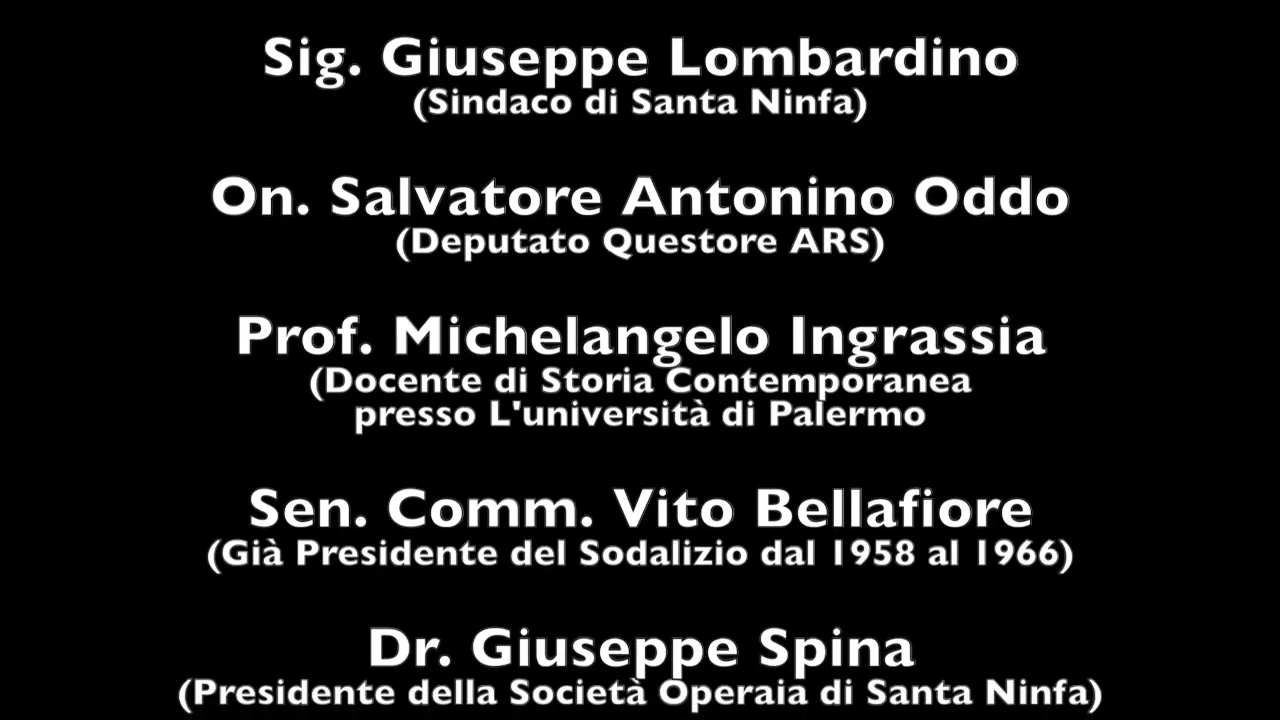 Sig. Giuseppe Lombardino
(Sindaco di Santa Ninfa)
On. Salvatore Antonino Oddo
(Deputato Questore ARS)
Prof. Michelangelo Ingrassia
(Docente di Storia Contemporanea
presso L'università di Palermo
Sen. Comm. Vito Bellafiore
(Già Presidente del Sodalizio dal 1958 al 1966)
Dr. Giuseppe Spina
(Presidente della Società Operaia di Santa Ninfa)